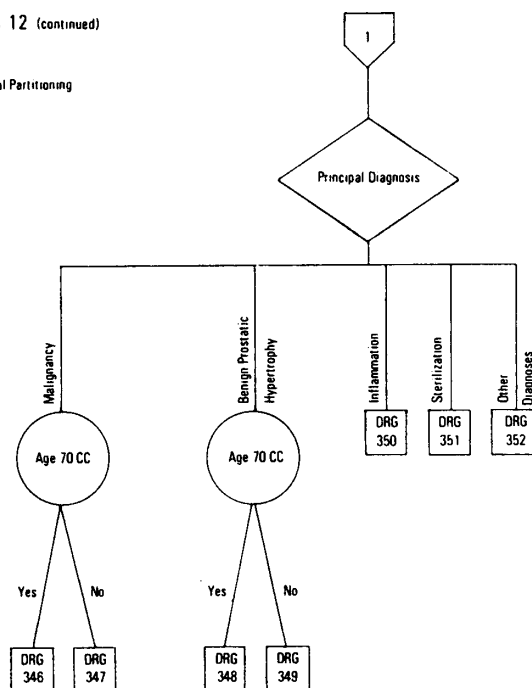 12 (continued)
1
al Partitioning
Principal Diagnosis
Malignancy
Benign Prostatic
Hypertrophy
Inflammation
Sterilization
Other
Diagnoses
DRG
350
DRG
351
DRG
352
Age 70 CC
Age 70 CC
Yes
No
Yes
No
DRG
346
DRG
347
DRG
348
DRG
349